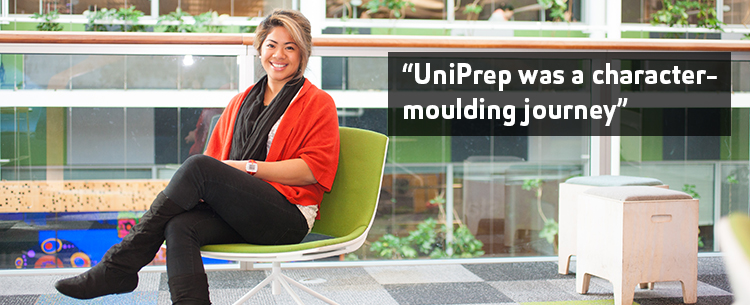 “UniPrep was a character-
moulding journey”